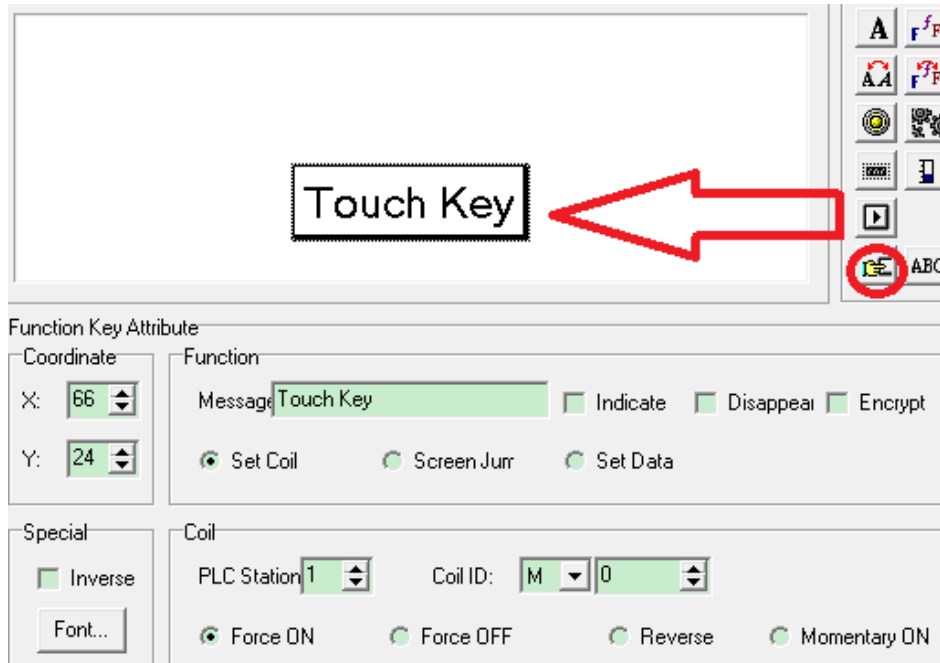 A
Touch Key
ABC
Function Key Attribute
Coordinate
Function
X: 66
Message Touch Key
Indicate
Disappear
Encrypt
Y: 24
Set Coil
Screen Jum
Set Data
Special
Coil
Inverse
PLC Station 1
Coil ID: M 0
Font...
Force ON
Force OFF
Reverse
Momentary ON